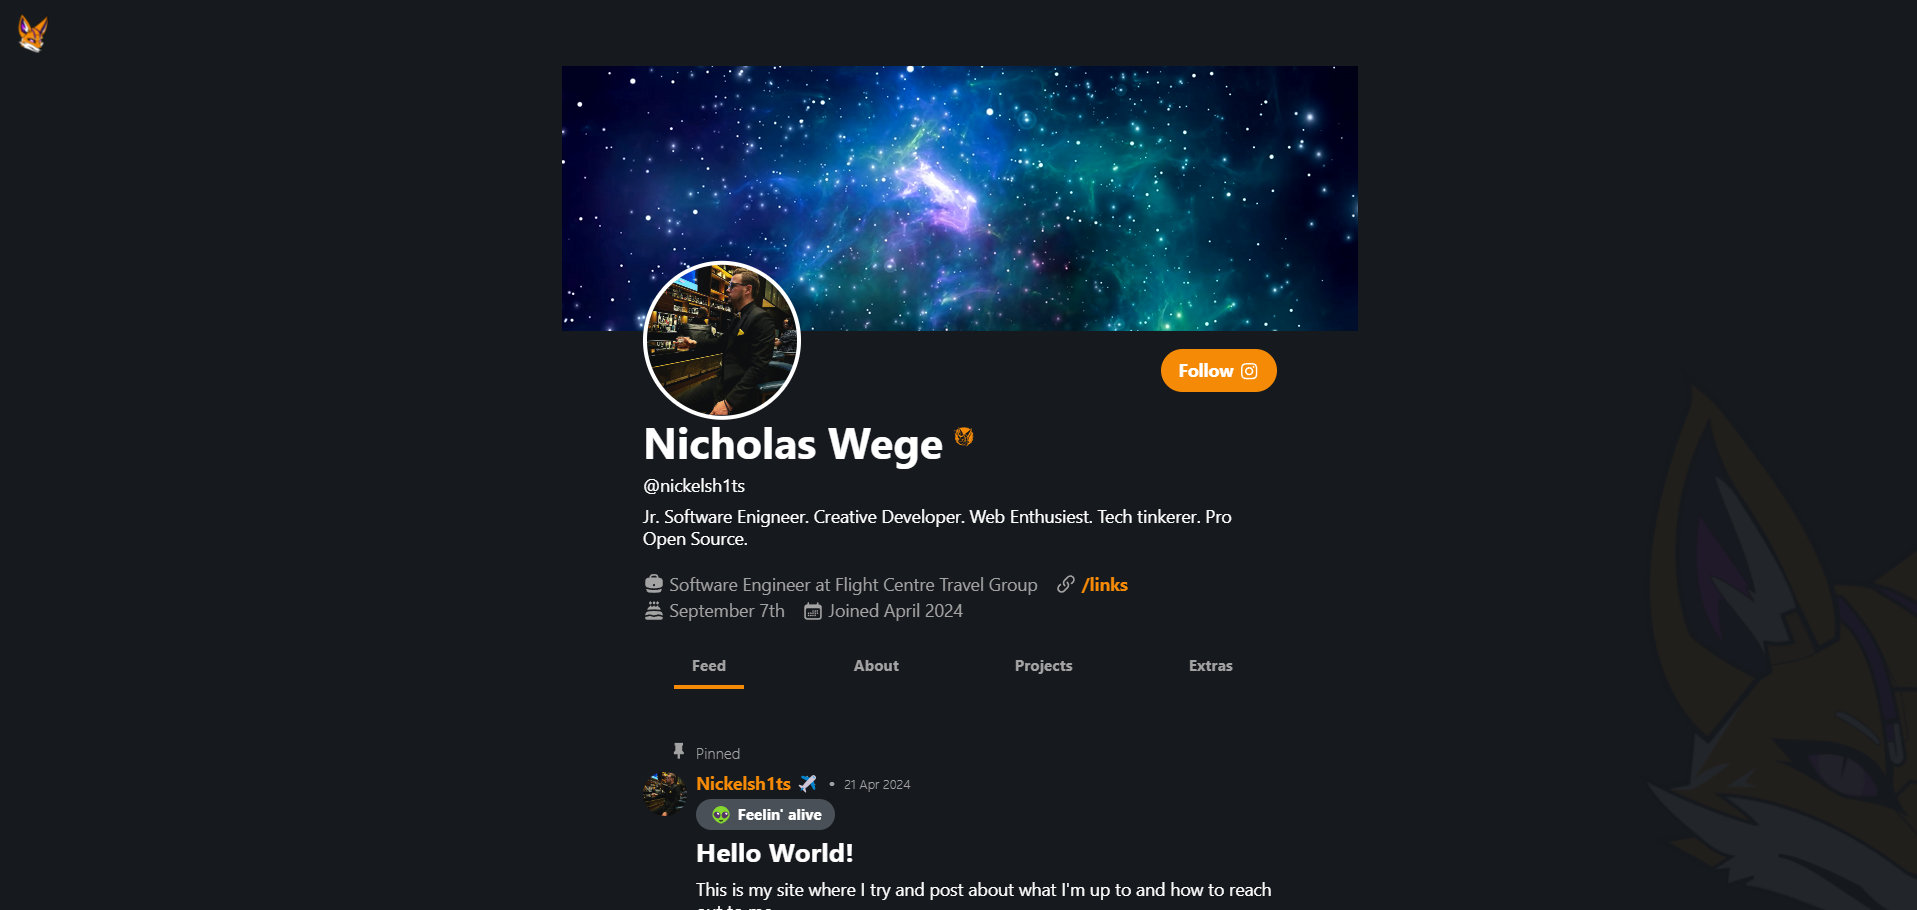 Follow
Nicholas Wege
@nickelsh1ts
Jr. Software Enigneer. Creative Developer. Web Enthusiest. Tech tinkerer. Pro
Open Source.
Software Engineer at Flight Centre Travel Group /links
September 7th Joined April 2024
Feed About Projects Extras
Pinned
Nickelsh1ts • 21 Apr 2024
Feelin' alive
Hello World!
This is my site where I try and post about what I'm up to and how to reach
out to me.